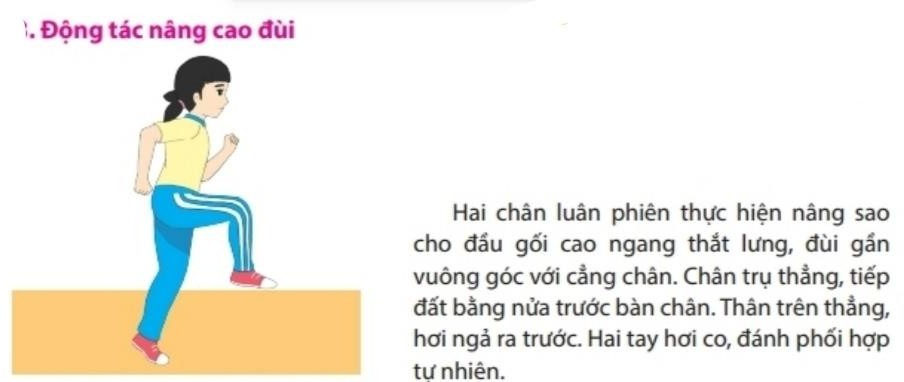 . Động tác nâng cao đùi
Hai chân luân phiên thực hiện nâng sao
cho đầu gối cao ngang thắt lưng, đùi gần
vuông góc với cẳng chân. Chân trụ thẳng, tiếp
đất bằng nửa trước bàn chân. Thân trên thẳng,
hơi ngả ra trước. Hai tay hơi co, đánh phối hợp
tự nhiên.